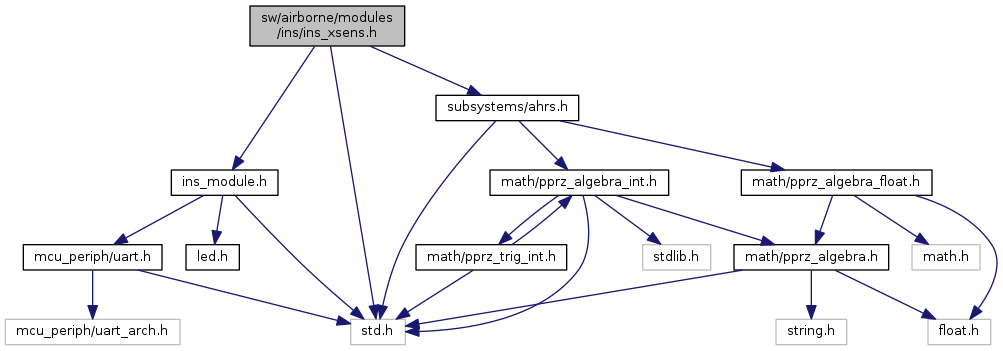 sw/airborne/modules
/ins/ins_xsens.h
subsystems/ahrs.h
ins_module.h
math/pprz_algebra_int.h
math/pprz_algebra_float.h
mcu_periph/uart.h
led.h
math/pprz_trig_int.h
stdlib.h
math/pprz_algebra.h
math.h
mcu_periph/uart_arch.h
std.h
string.h
float.h